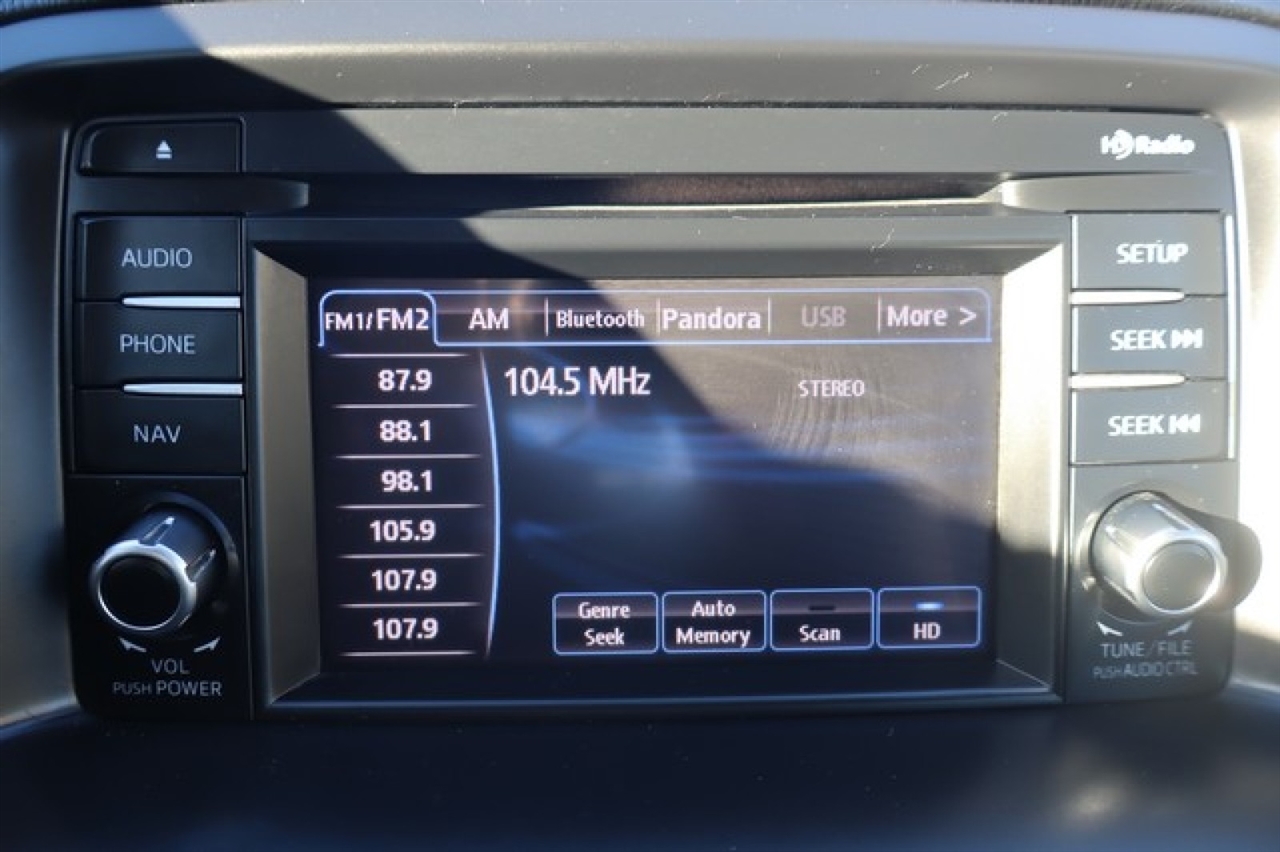 HD Radio
AUDIO
PHONE
NAV
VOL
PUSH POWER
FM1/FM2 AM Bluetooth Pandora USB More >
87.9
88.1
98.1
105.9
107.9
107.9
104.5 MHz STEREO
Genre Seek
Auto Memory
Scan
HD
SETUP
SEEK
SEEK
TUNE/FILE
PUSH AUDIO CTRL